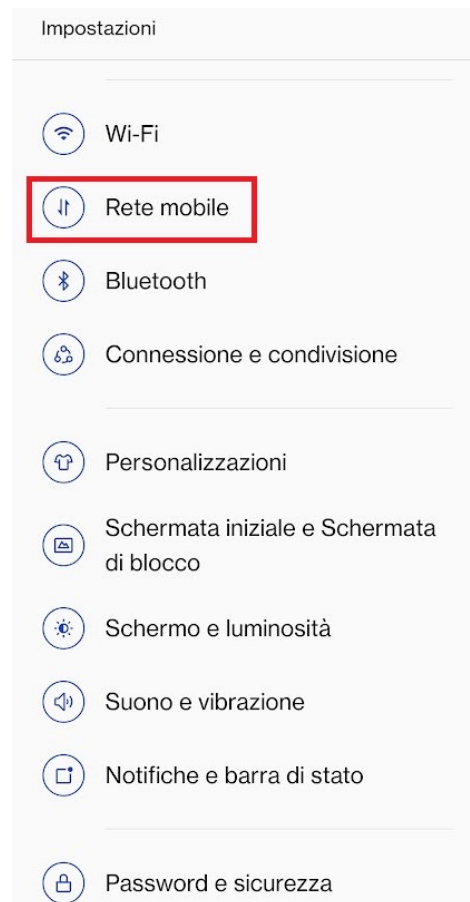 Impostazioni
Wi-Fi
Rete mobile
Bluetooth
Connessione e condivisione
Personalizzazioni
Schermata iniziale e Schermata
di blocco
Schermo e luminosità
Suono e vibrazione
Notifiche e barra di stato
Password e sicurezza